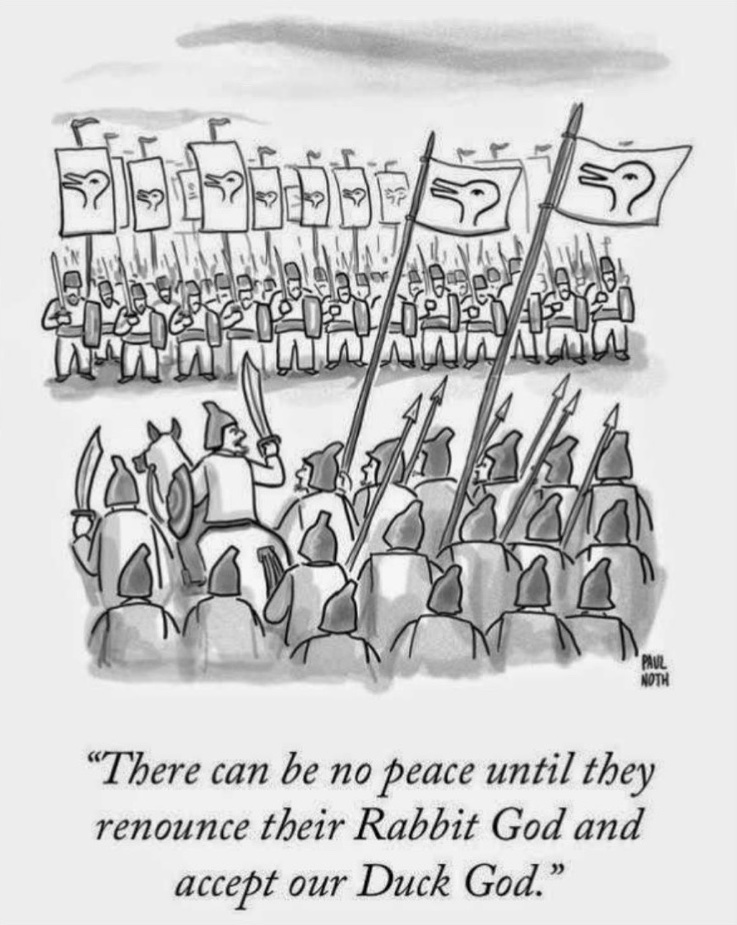 PAUL
NOTH
“There can be no peace until they
renounce their Rabbit God and
accept our Duck God.”